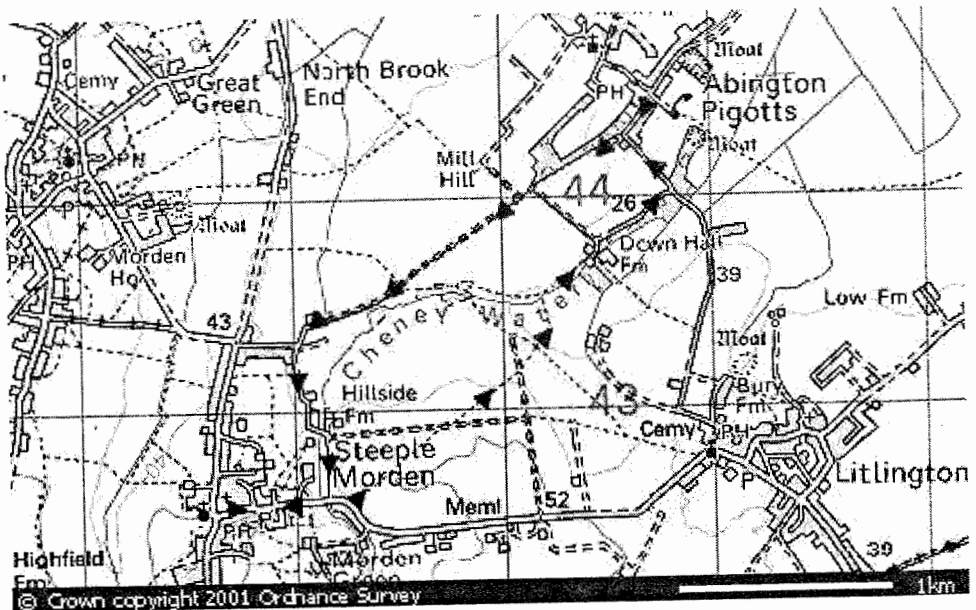 Moat
Cemy
Great
Green
North Brook
End
PH
Abington
Pigotts
Moat
PH
Mill
Hill
44
26
P
Moat
Down Hall
Fm
PH
Morden
Ho
39
Low Fm
43
Cheney Water
Moat
Hillside
Fm
43
Bury
Fm
Cemy
PH
Steeple
Morden
Litlington
P
Meml
52
PH
Morden
Green
39
Highfield
Fm
© Crown copyright 2001 Ordnance Survey
1km